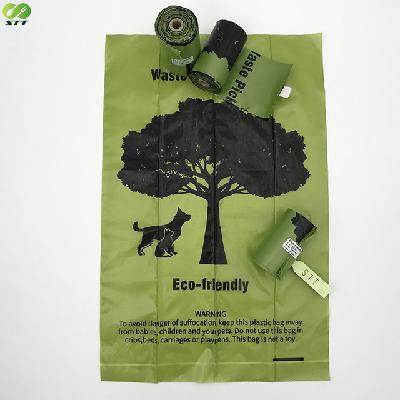 STT
Waste
Waste Pick
Eco-friendly
WARNING
To avoid danger of suffocation, keep this plastic bag away
from babies, children and your pets. Do not use this bag in
cribs, beds, carriages or playpens. This bag is not a toy.
STT